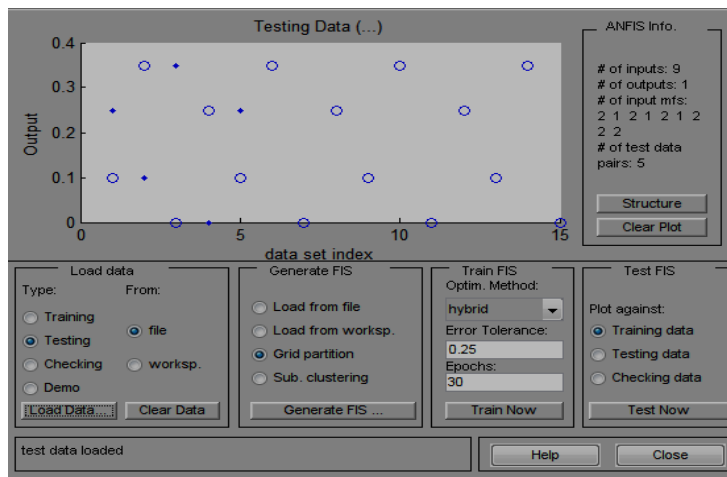 Testing Data (...)
0.4
0.3
0.2
0.1
0
0
5
10
15
Output
data set index
ANFIS Info.
# of inputs: 9
# of outputs: 1
# of input mfs:
2 1 2 1 2 1 2
2 2
# of test data
pairs: 5
Structure
Clear Plot
Load data
Type:
From:
Training
Testing
Checking
Demo
file
worksp.
Load Data...
Clear Data
Generate FIS
Load from file
Load from worksp.
Grid partition
Sub. clustering
Generate FIS ...
Train FIS
Optim. Method:
hybrid
Error Tolerance:
0.25
Epochs:
30
Train Now
Test FIS
Plot against:
Training data
Testing data
Checking data
Test Now
test data loaded
Help
Close